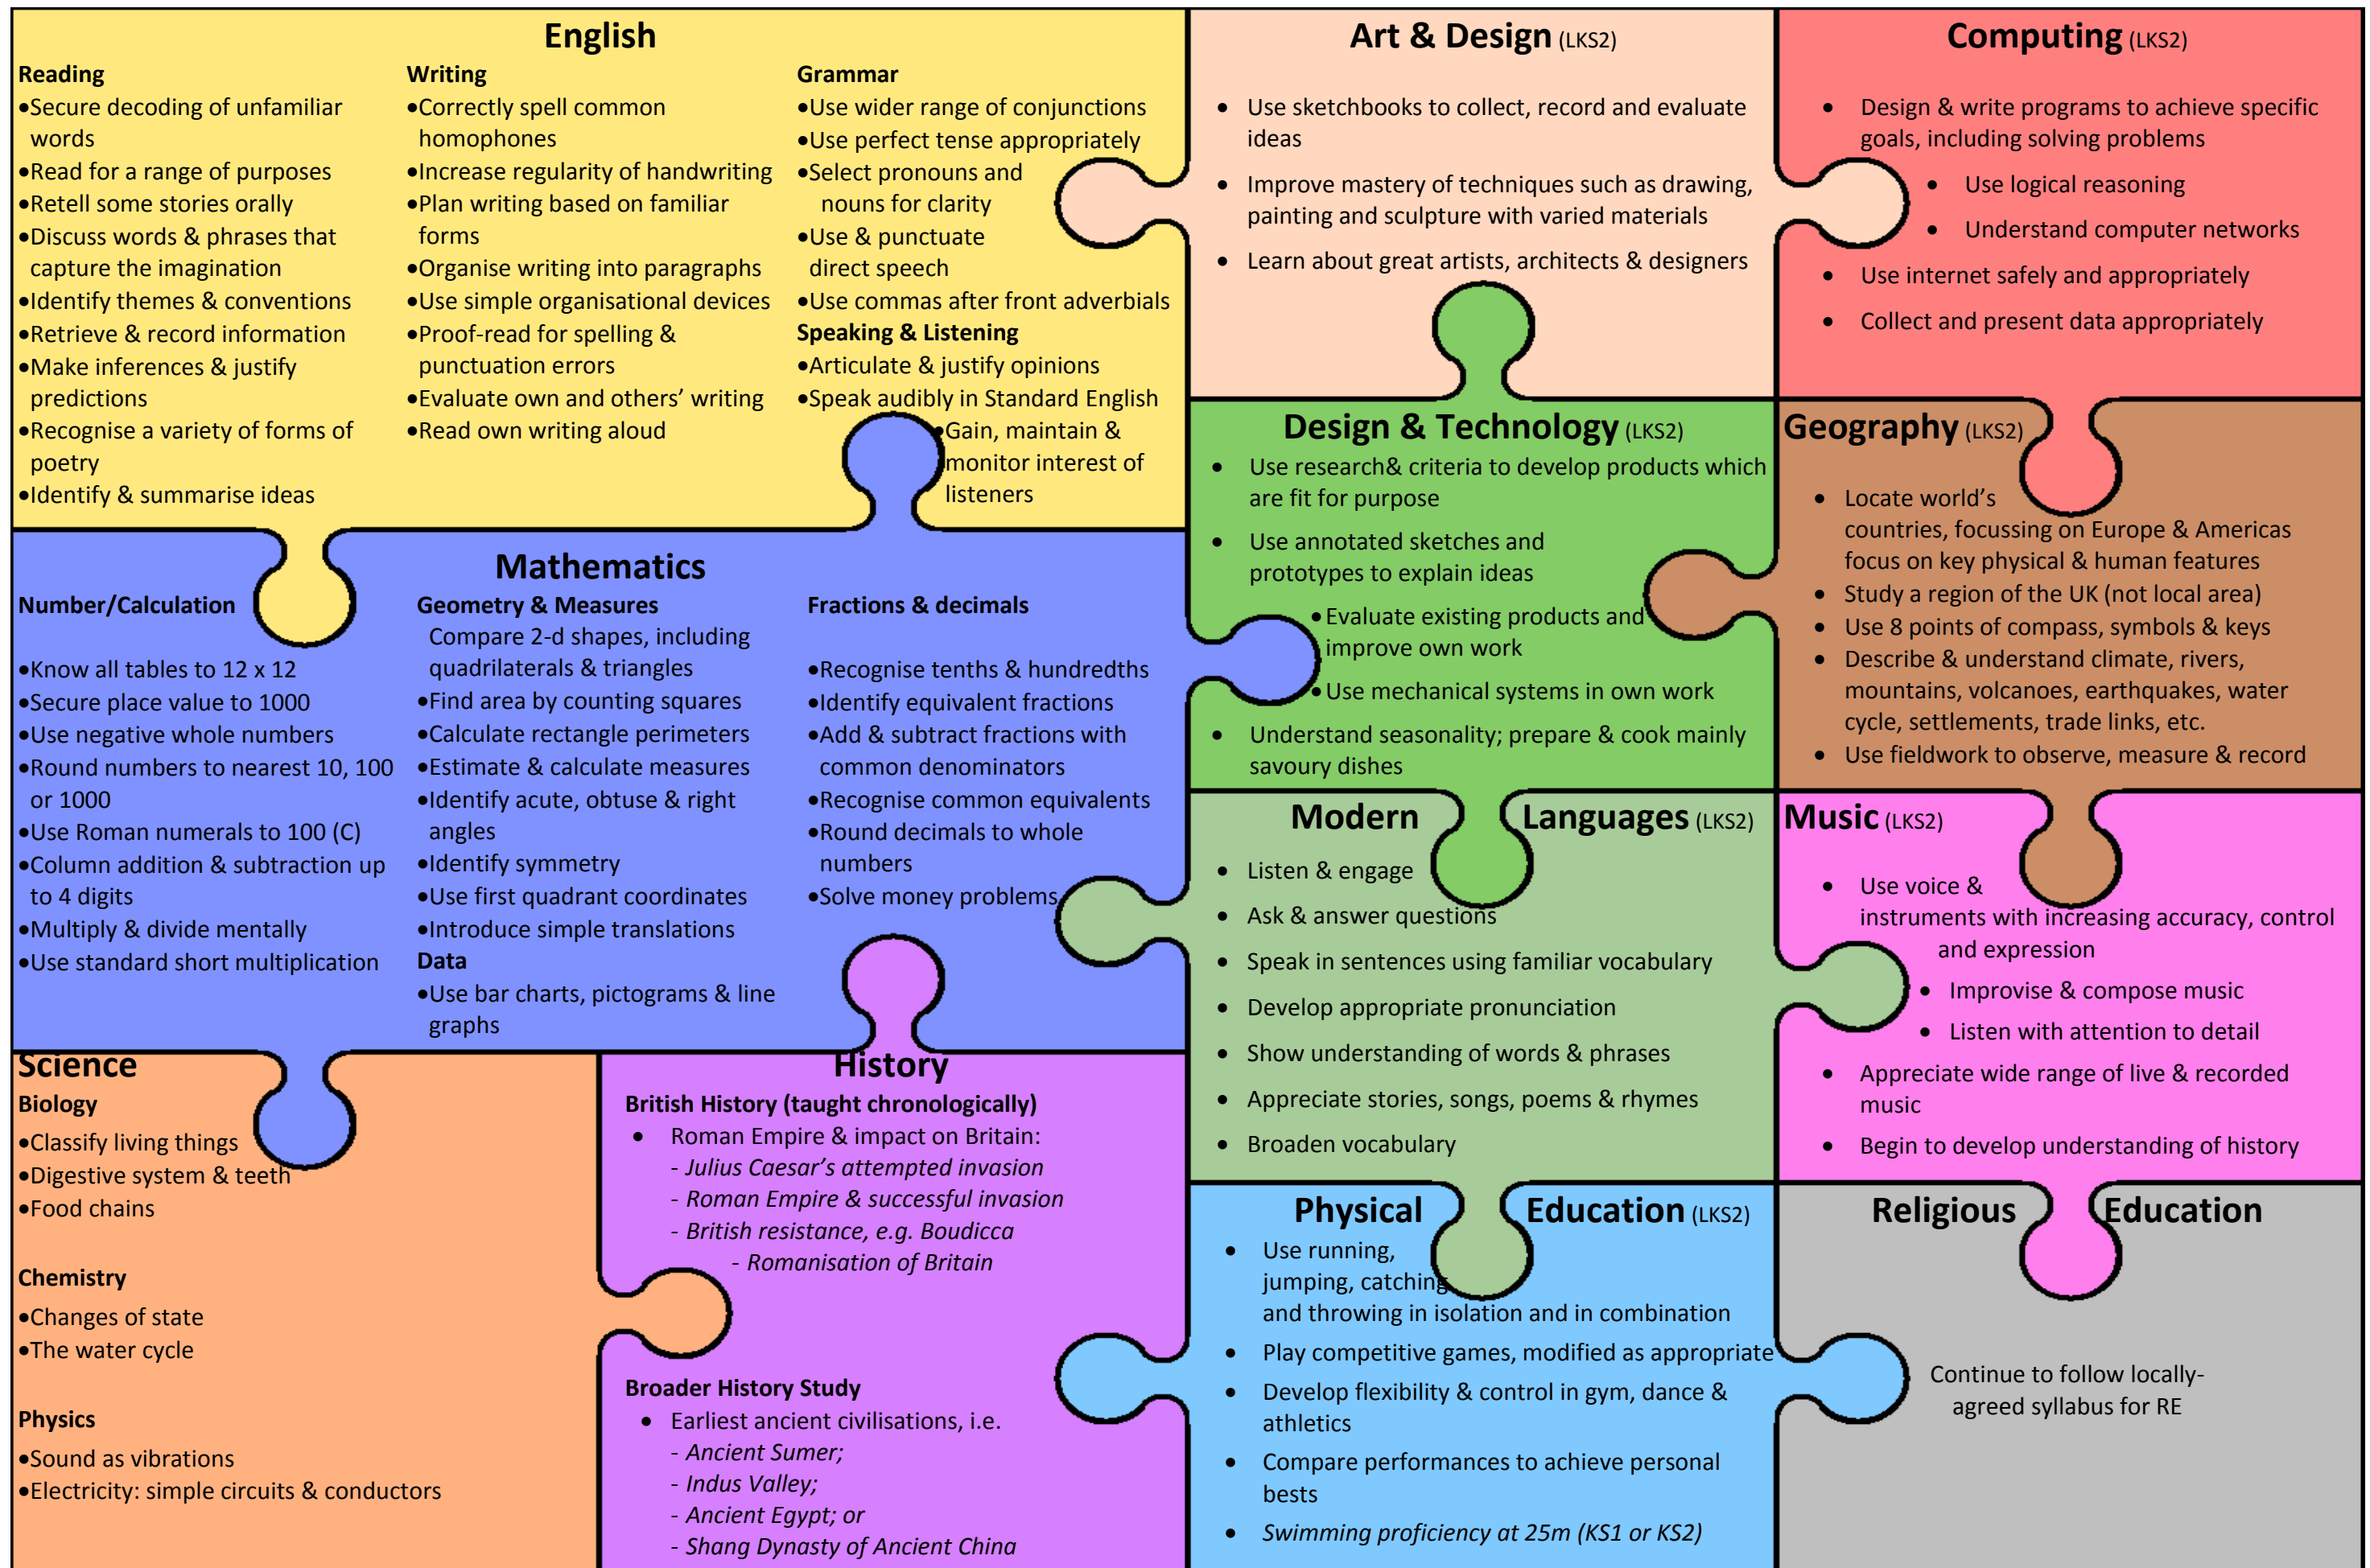 English
Reading
•Secure decoding of unfamiliar
words
•Read for a range of purposes
•Retell some stories orally
•Discuss words & phrases that
capture the imagination
•Identify themes & conventions
•Retrieve & record information
•Make inferences & justify
predictions
•Recognise a variety of forms of
poetry
•Identify & summarise ideas
Writing
•Correctly spell common
homophones
•Increase regularity of handwriting
•Plan writing based on familiar
forms
•Organise writing into paragraphs
•Use simple organisational devices
•Proof-read for spelling &
punctuation errors
•Evaluate own and others’ writing
•Read own writing aloud
Grammar
•Use wider range of conjunctions
•Use perfect tense appropriately
•Select pronouns and
nouns for clarity
•Use & punctuate
direct speech
•Use commas after front adverbials
Speaking & Listening
•Articulate & justify opinions
•Speak audibly in Standard English
•Gain, maintain &
monitor interest of
listeners
Art & Design (LKS2)
• Use sketchbooks to collect, record and evaluate
ideas
• Improve mastery of techniques such as drawing,
painting and sculpture with varied materials
• Learn about great artists, architects & designers
Computing (LKS2)
• Design & write programs to achieve specific
goals, including solving problems
• Use logical reasoning
• Understand computer networks
• Use internet safely and appropriately
• Collect and present data appropriately
Mathematics
Number/Calculation
•Know all tables to 12 x 12
•Secure place value to 1000
•Use negative whole numbers
•Round numbers to nearest 10, 100
or 1000
•Use Roman numerals to 100 (C)
•Column addition & subtraction up
to 4 digits
•Multiply & divide mentally
•Use standard short multiplication
Geometry & Measures
Compare 2-d shapes, including
quadrilaterals & triangles
•Find area by counting squares
•Calculate rectangle perimeters
•Estimate & calculate measures
•Identify acute, obtuse & right
angles
•Identify symmetry
•Use first quadrant coordinates
•Introduce simple translations
Data
•Use bar charts, pictograms & line
graphs
Fractions & decimals
•Recognise tenths & hundredths
•Identify equivalent fractions
•Add & subtract fractions with
common denominators
•Recognise common equivalents
•Round decimals to whole
numbers
•Solve money problems
Design & Technology (LKS2)
• Use research& criteria to develop products which
are fit for purpose
• Use annotated sketches and
prototypes to explain ideas
•Evaluate existing products and
improve own work
•Use mechanical systems in own work
• Understand seasonality; prepare & cook mainly
savoury dishes
Geography (LKS2)
• Locate world’s
countries, focussing on Europe & Americas
focus on key physical & human features
• Study a region of the UK (not local area)
• Use 8 points of compass, symbols & keys
• Describe & understand climate, rivers,
mountains, volcanoes, earthquakes, water
cycle, settlements, trade links, etc.
• Use fieldwork to observe, measure & record
Modern Languages (LKS2)
• Listen & engage
• Ask & answer questions
• Speak in sentences using familiar vocabulary
• Develop appropriate pronunciation
• Show understanding of words & phrases
• Appreciate stories, songs, poems & rhymes
• Broaden vocabulary
Music (LKS2)
• Use voice &
instruments with increasing accuracy, control
and expression
• Improvise & compose music
• Listen with attention to detail
• Appreciate wide range of live & recorded
music
• Begin to develop understanding of history
Science
Biology
•Classify living things
•Digestive system & teeth
•Food chains
Chemistry
•Changes of state
•The water cycle
Physics
•Sound as vibrations
•Electricity: simple circuits & conductors
History
British History (taught chronologically)
• Roman Empire & impact on Britain:
- Julius Caesar’s attempted invasion
- Roman Empire & successful invasion
- British resistance, e.g. Boudicca
- Romanisation of Britain
Broader History Study
• Earliest ancient civilisations, i.e.
- Ancient Sumer;
- Indus Valley;
- Ancient Egypt; or
- Shang Dynasty of Ancient China
Physical Education (LKS2)
• Use running,
jumping, catching
and throwing in isolation and in combination
• Play competitive games, modified as appropriate
• Develop flexibility & control in gym, dance &
athletics
• Compare performances to achieve personal
bests
• Swimming proficiency at 25m (KS1 or KS2)
Religious Education
Continue to follow locally-
agreed syllabus for RE